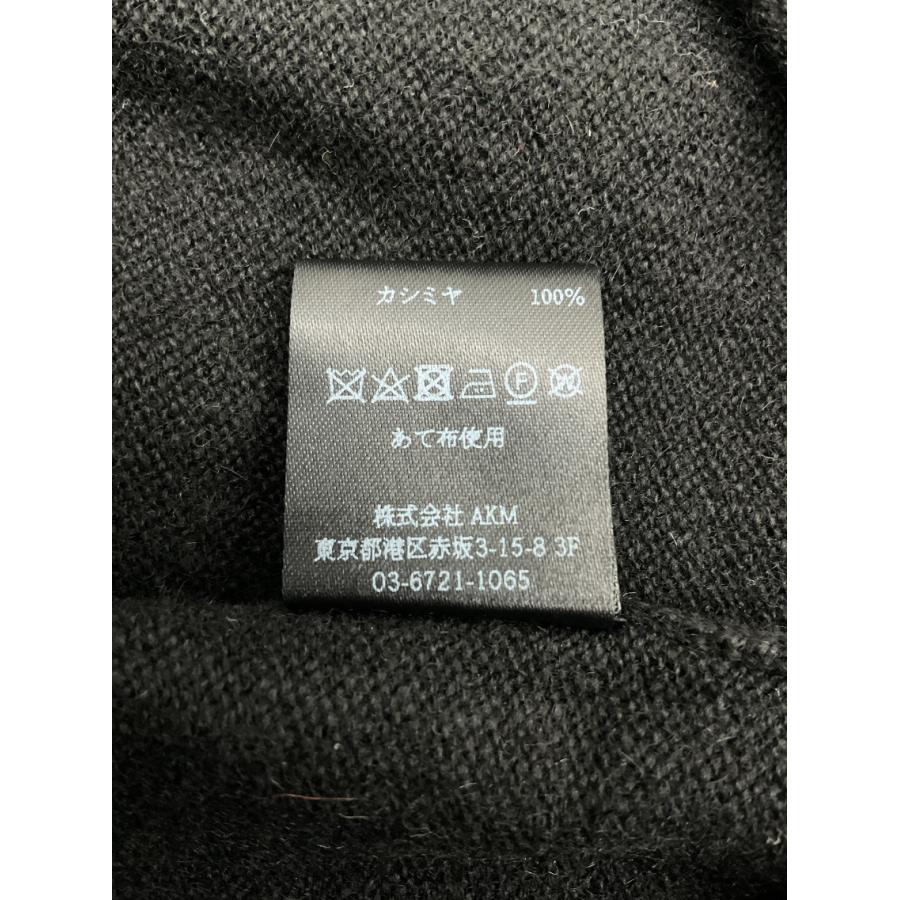 カシミヤ 100%
P W
あて布使用
株式会社 AKM
東京都港区赤坂3-15-8 3F
03-6721-1065